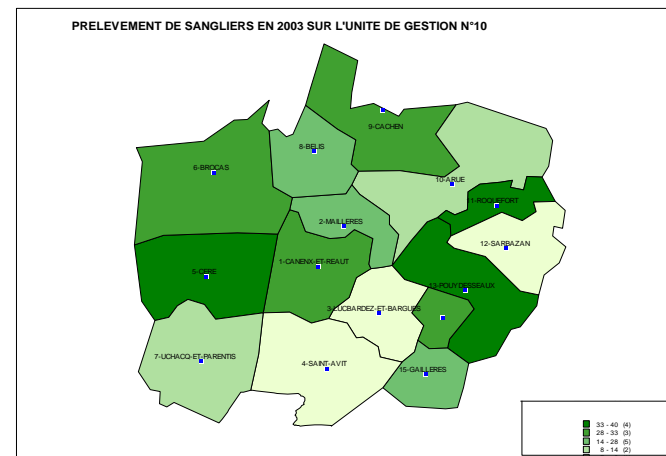 PRELEVEMENT DE SANGLIERS EN 2003 SUR L'UNITE DE GESTION N°10
9-CACHEN
8-BELIS
6-BROCAS
10-ARUE
11-ROQUEFORT
2-MAILLERES
12-SARBAZAN
1-CANENX-ET-REAUT
5-CERE
13-POUYDESSEAUX
3-LUCBARDEZ-ET-BARGUES
7-UCHACQ-ET-PARENTIS
4-SAINT-AVIT
15-GAILLERES
33 - 40 (4)
28 - 33 (3)
14 - 28 (5)
8 - 14 (2)